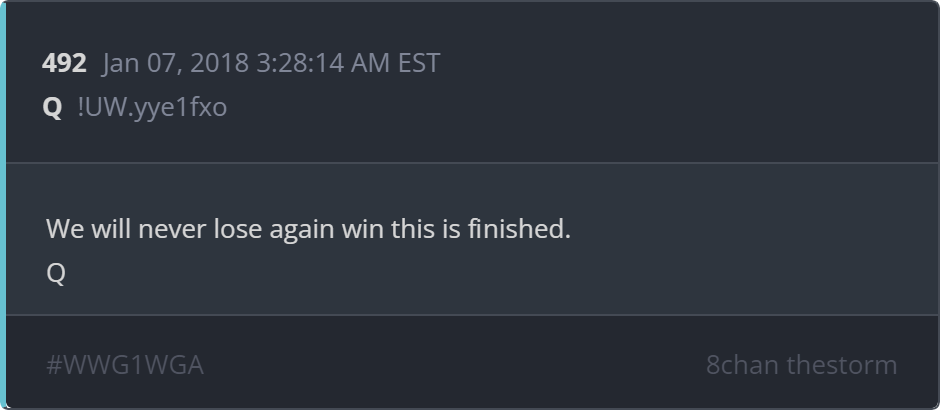 492 Jan 07, 2018 3:28:14 AM EST
Q !UW.yye1fxo
We will never lose again win this is finished.
Q
#WWG1WGA 8chan thestorm